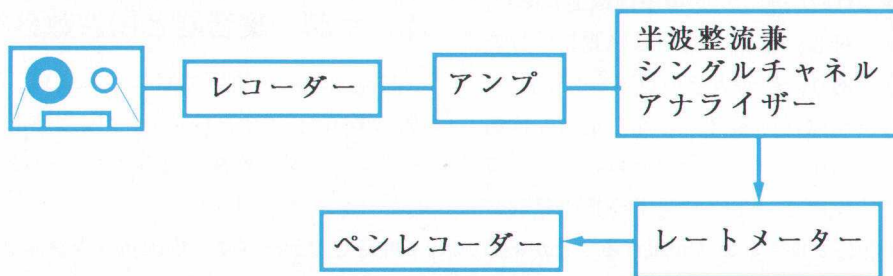 レコーダー
アンプ
半波整流兼
シングルチャネル
アナライザー
レートメーター
ペンレコーダー